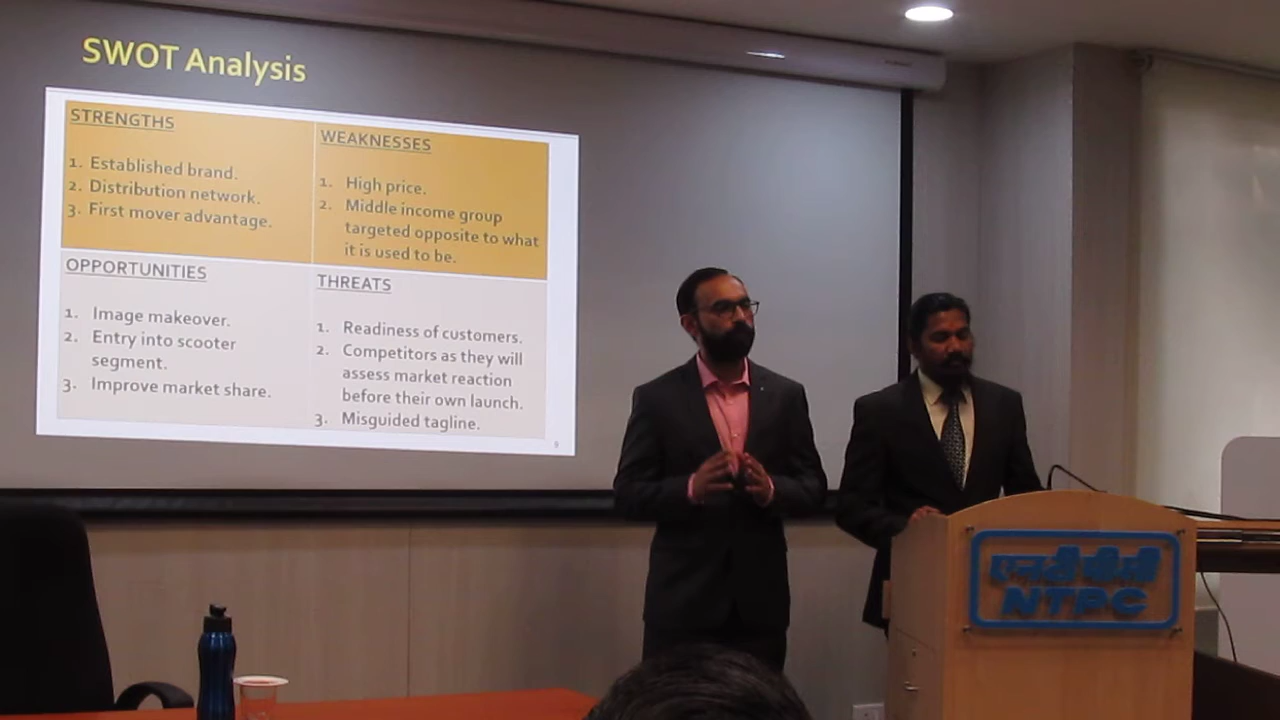 SWOT Analysis
STRENGTHS
1. Established brand.
2. Distribution network.
3. First mover advantage.
WEAKNESSES
1. High price.
2. Middle income group
targeted opposite to what
it is used to be.
OPPORTUNITIES
1. Image makeover.
2. Entry into scooter
segment.
3. Improve market share.
THREATS
1. Readiness of customers.
2. Competitors as they will
assess market reaction
before their own launch.
3. Misguided tagline.
9
एनटीपीसी
NTPC